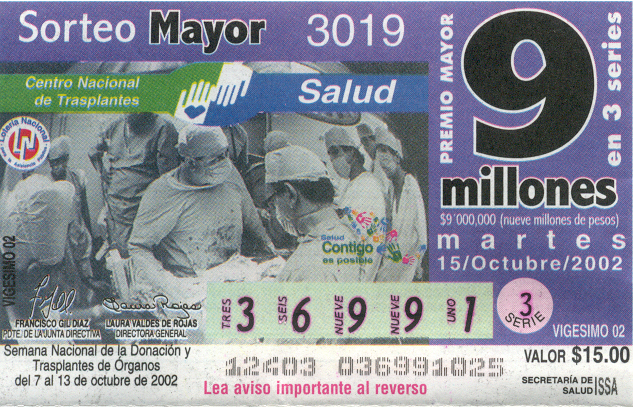 Sorteo Mayor 3019
Centro Nacional
de Trasplantes
Salud
Lotería Nacional
LN
PREMIO MAYOR
9
en 3 series
millones
$9'000,000 (nueve millones de pesos)
martes
15/Octubre/2002
Salud
Contigo
es posible
VIGESIMO 02
FRANCISCO GIL DIAZ
PDTE. DE LA JUNTA DIRECTIVA
LAURA VALDES DE ROJAS
DIRECTORA GENERAL
TRES 3 SEIS 6 NUEVE 9 NUEVE 9 UNO 1
3
SERIE
VIGESIMO 02
Semana Nacional de la Donación y
Trasplantes de Órganos
del 7 al 13 de octubre de 2002
12403 036991025
Lea aviso importante al reverso
VALOR $15.00
SECRETARÍA DE
SALUD ISSA